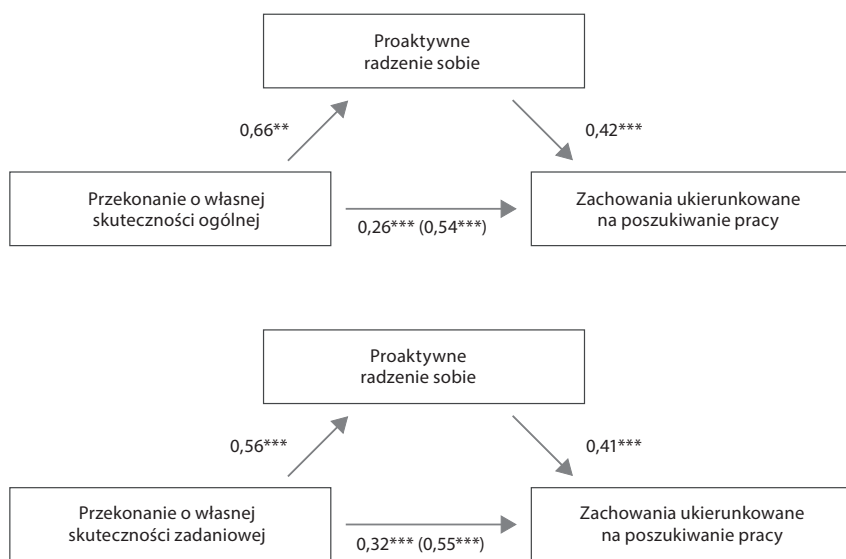 Proaktywne
radzenie sobie
0,66**
0,42***
Przekonanie o własnej
skuteczności ogólnej
0,26*** (0,54***)
Zachowania ukierunkowane
na poszukiwanie pracy
Proaktywne
radzenie sobie
0,56***
0,41***
Przekonanie o własnej
skuteczności zadaniowej
0,32*** (0,55***)
Zachowania ukierunkowane
na poszukiwanie pracy